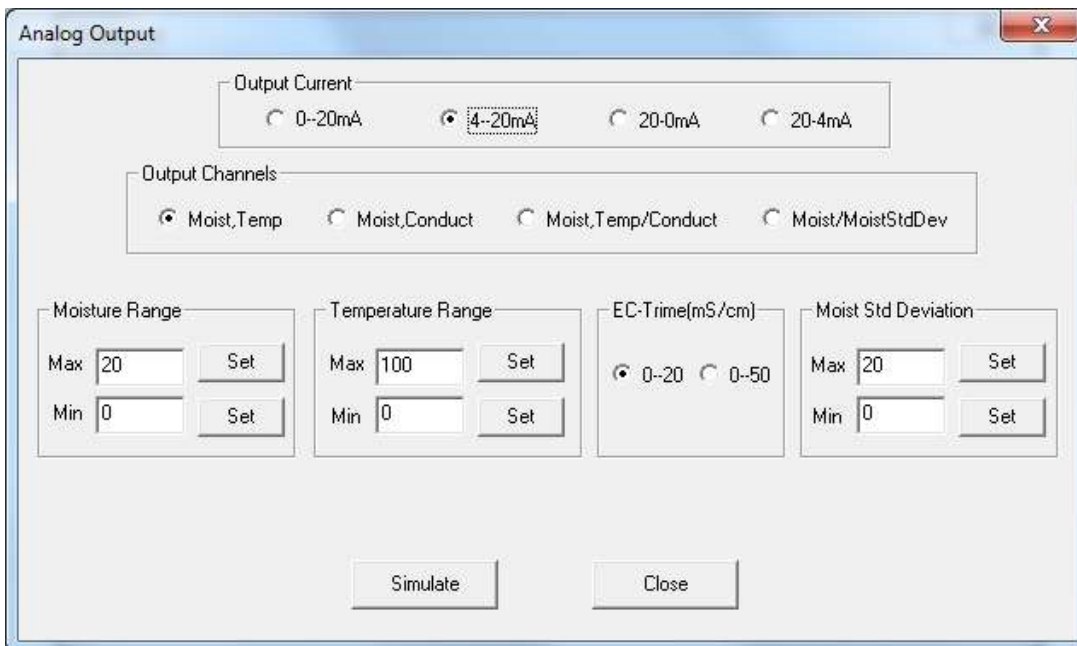 Analog Output
Output Current
0--20mA 4--20mA 20-0mA 20-4mA
Output Channels
Moist,Temp Moist,Conduct Moist,Temp/Conduct Moist/MoistStdDev
Moisture Range Temperature Range EC-Trime(mS/cm) Moist Std Deviation
Max 20 Set Max 100 Set 0--20 0--50 Max 20 Set
Min 0 Set Min 0 Set Min 0 Set
Simulate Close